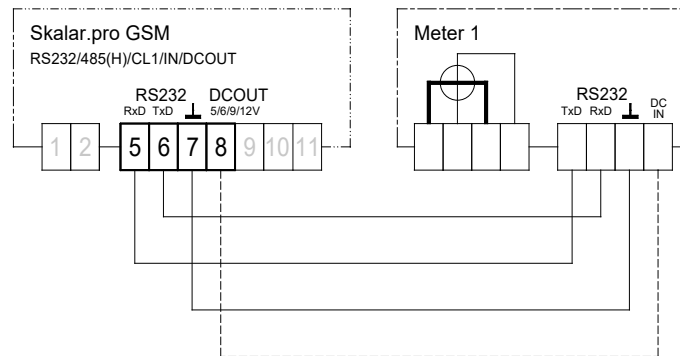 Skalar.pro GSM
RS232/485(H)/CL1/IN/DCOUT
RS232 DCOUT
RxD TxD 5/6/9/12V
1 2 5 6 7 8 9 10 11
Meter 1
RS232
TxD RxD DC IN